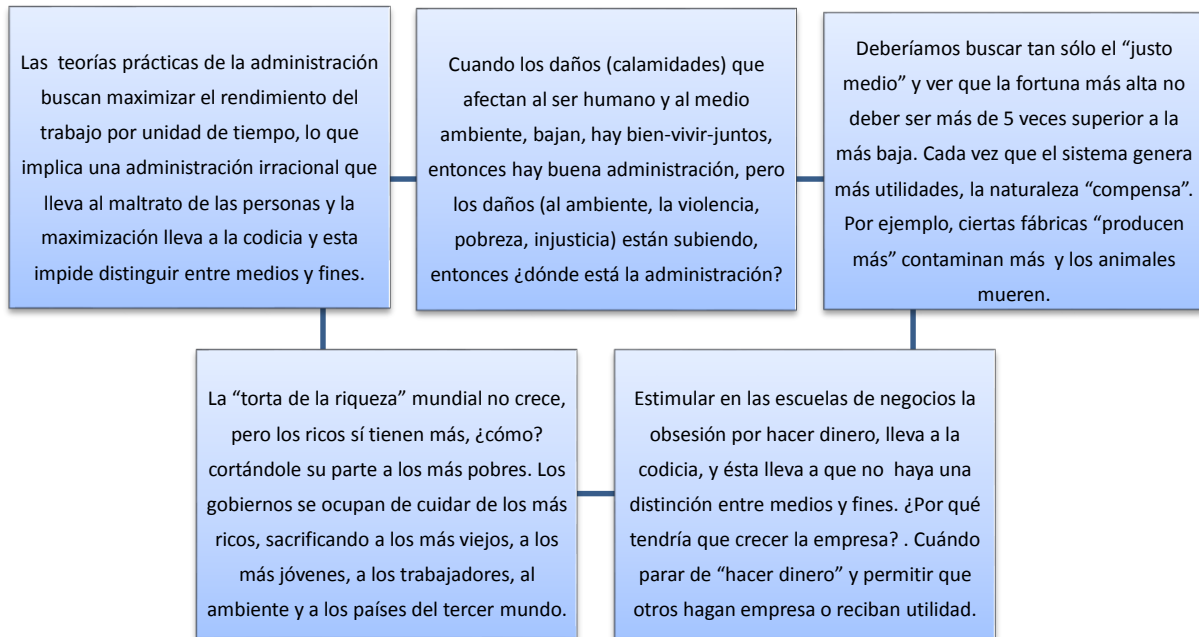 Las teorías prácticas de la administración
buscan maximizar el rendimiento del
trabajo por unidad de tiempo, lo que
implica una administración irracional que
lleva al maltrato de las personas y la
maximización lleva a la codicia y esta
impide distinguir entre medios y fines.
Cuando los daños (calamidades) que
afectan al ser humano y al medio
ambiente, bajan, hay bien-vivir-juntos,
entonces hay buena administración, pero
los daños (al ambiente, la violencia,
pobreza, injusticia) están subiendo,
entonces ¿dónde está la administración?
Deberíamos buscar tan sólo el “justo
medio” y ver que la fortuna más alta no
deber ser más de 5 veces superior a la
más baja. Cada vez que el sistema genera
más utilidades, la naturaleza “compensa”.
Por ejemplo, ciertas fábricas “producen
más” contaminan más y los animales
mueren.
La “torta de la riqueza” mundial no crece,
pero los ricos sí tienen más, ¿cómo?
cortándole su parte a los más pobres. Los
gobiernos se ocupan de cuidar de los más
ricos, sacrificando a los más viejos, a los
más jóvenes, a los trabajadores, al
ambiente y a los países del tercer mundo.
Estimular en las escuelas de negocios la
obsesión por hacer dinero, lleva a la
codicia, y ésta lleva a que no haya una
distinción entre medios y fines. ¿Por qué
tendría que crecer la empresa? . Cuándo
parar de “hacer dinero” y permitir que
otros hagan empresa o reciban utilidad.